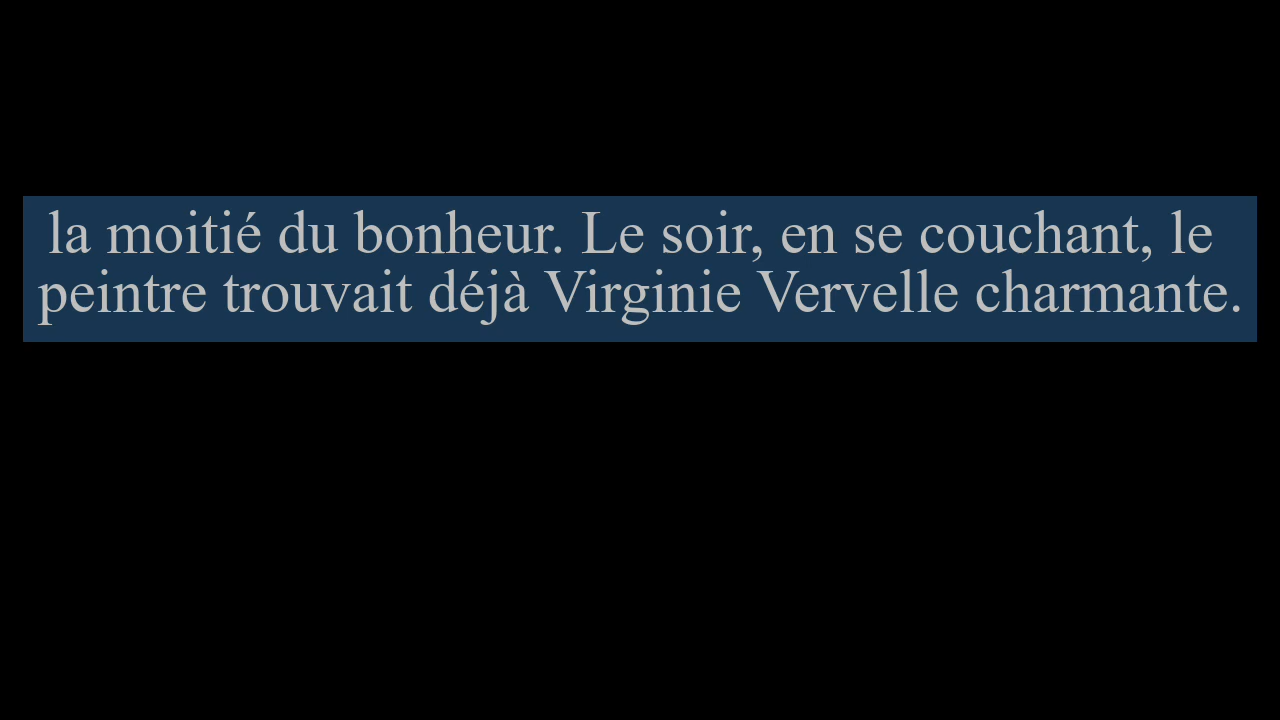 la moitié du bonheur. Le soir, en se couchant, le
peintre trouvait déjà Virginie Vervelle charmante.